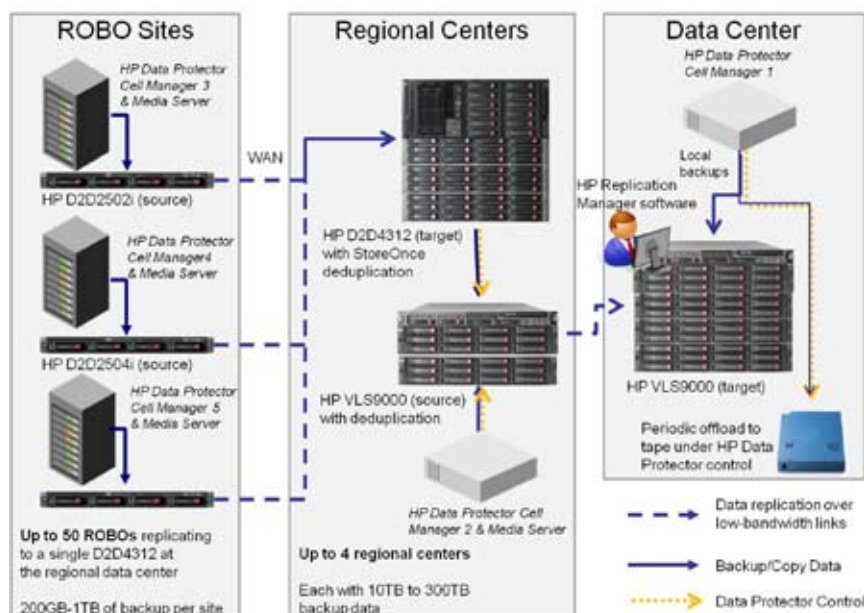 ROBO Sites
HP Data Protector
Cell Manager 3
& Media Server
HP D2D2502i (source)
HP Data Protector
Cell Manager4
& Media Server
HP D2D2504i (source)
HP Data Protector
Cell Manager 5
& Media Server
Up to 50 ROBOs replicating
to a single D2D4312 at
the regional data center
200GB-1TB of backup per site
WAN
Regional Centers
HP D2D4312 (target)
with StoreOnce
deduplication
HP VLS9000 (source)
with deduplication
HP Data Protector Cell
Manager 2 & Media Server
Up to 4 regional centers
Each with 10TB to 300TB
backup data
Data Center
HP Data Protector
Cell Manager 1
Local
backups
HP Replication
Manager software
HP VLS9000 (target)
Periodic offload to
tape under HP Data
Protector control
Data replication over
low-bandwidth links
Backup/Copy Data
Data Protector Control